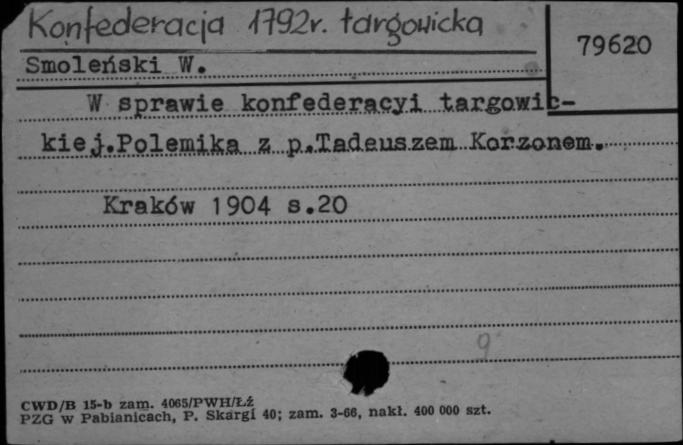 Konfederacja 1792r. targowicka
79620
Smoleński W.
W sprawie konfederacyi targowic-
kiej.Polemika z p.Tadeuszem Korzonem.
Kraków 1904 s.20
9
CWD/B 15-b zam. 4065/PWH/Łż
PZG w Pabianicach, P. Skargi 40; zam. 3-66, nakł. 400 000 szt.